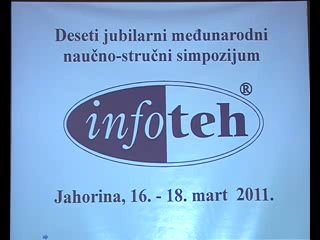 Deseti jubilarni međunarodni
naučno-stručni simpozijum
infoteh®
Jahorina, 16. - 18. mart 2011.